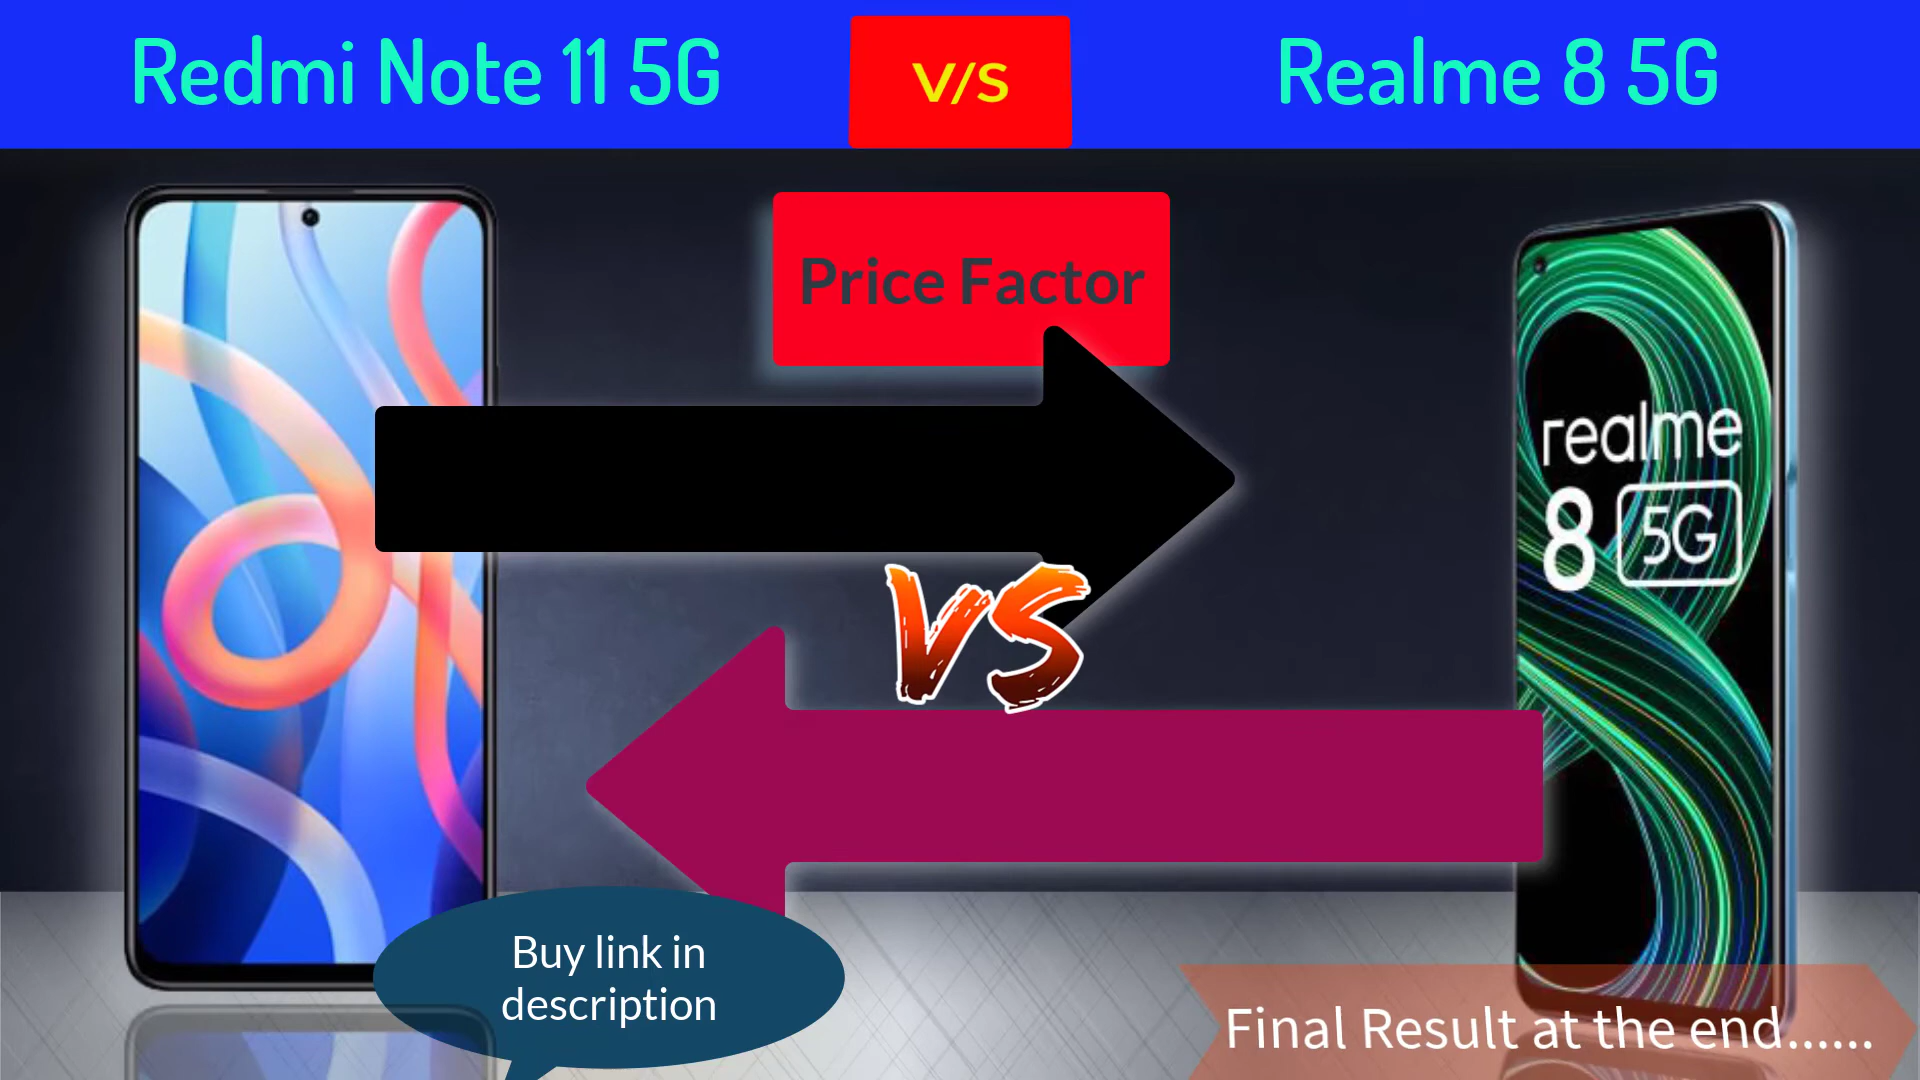 Redmi Note 11 5G
V/S
Realme 8 5G
Price Factor
realme
8 5G
VS
Buy link in
description
Final Result at the end......